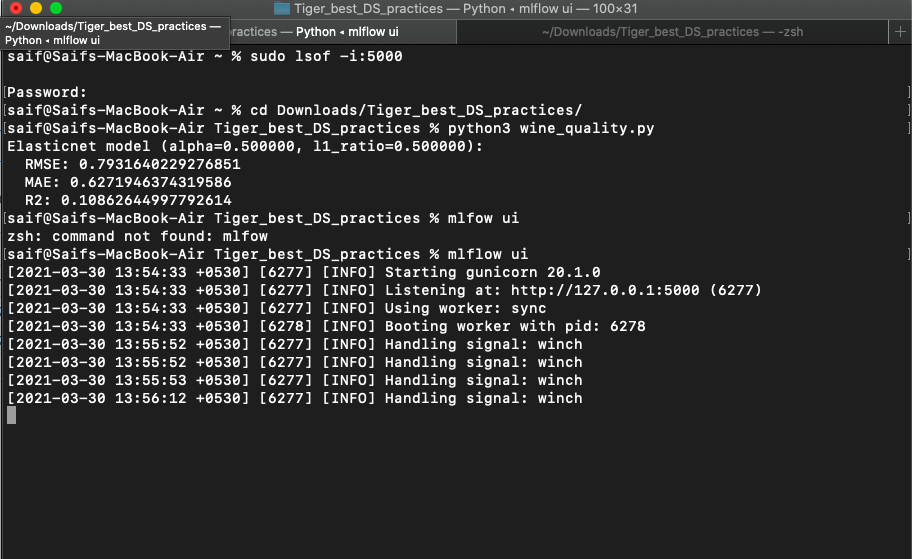 Tiger_best_DS_practices — Python ◂ mlflow ui — 100×31
~/Downloads/Tiger_best_DS_practices —
Python ◂ mlflow ui
ractices — Python ◂ mlflow ui
~/Downloads/Tiger_best_DS_practices — -zsh
+
saif@Saifs-MacBook-Air ~ % sudo lsof -i:5000
[Password: ]
[saif@Saifs-MacBook-Air ~ % cd Downloads/Tiger_best_DS_practices/ ]
[saif@Saifs-MacBook-Air Tiger_best_DS_practices % python3 wine_quality.py ]
Elasticnet model (alpha=0.500000, l1_ratio=0.500000):
  RMSE: 0.7931640229276851
  MAE: 0.6271946374319586
  R2: 0.10862644997792614
[saif@Saifs-MacBook-Air Tiger_best_DS_practices % mlfow ui ]
zsh: command not found: mlfow
[saif@Saifs-MacBook-Air Tiger_best_DS_practices % mlflow ui ]
[2021-03-30 13:54:33 +0530] [6277] [INFO] Starting gunicorn 20.1.0
[2021-03-30 13:54:33 +0530] [6277] [INFO] Listening at: http://127.0.0.1:5000 (6277)
[2021-03-30 13:54:33 +0530] [6277] [INFO] Using worker: sync
[2021-03-30 13:54:33 +0530] [6278] [INFO] Booting worker with pid: 6278
[2021-03-30 13:55:52 +0530] [6277] [INFO] Handling signal: winch
[2021-03-30 13:55:52 +0530] [6277] [INFO] Handling signal: winch
[2021-03-30 13:55:53 +0530] [6277] [INFO] Handling signal: winch
[2021-03-30 13:56:12 +0530] [6277] [INFO] Handling signal: winch